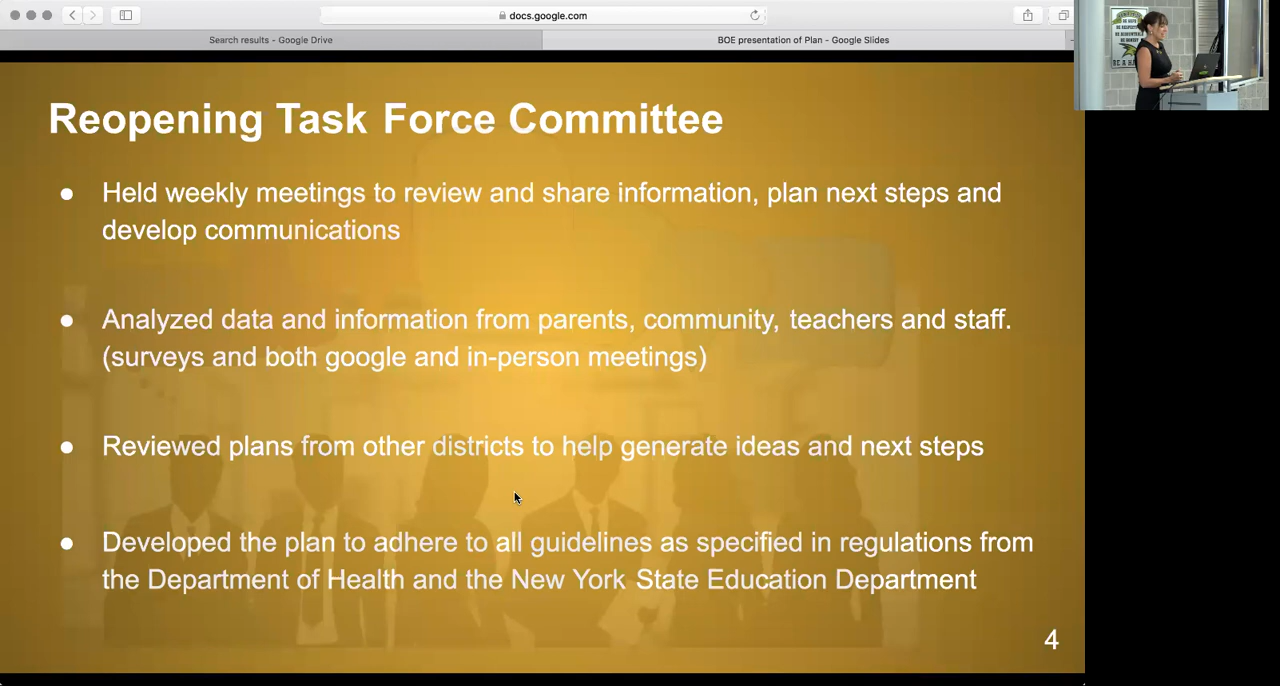 docs.google.com
Search results - Google Drive
BOE presentation of Plan - Google Slides
Reopening Task Force Committee
● Held weekly meetings to review and share information, plan next steps and
develop communications
● Analyzed data and information from parents, community, teachers and staff.
(surveys and both google and in-person meetings)
● Reviewed plans from other districts to help generate ideas and next steps
● Developed the plan to adhere to all guidelines as specified in regulations from
the Department of Health and the New York State Education Department
4